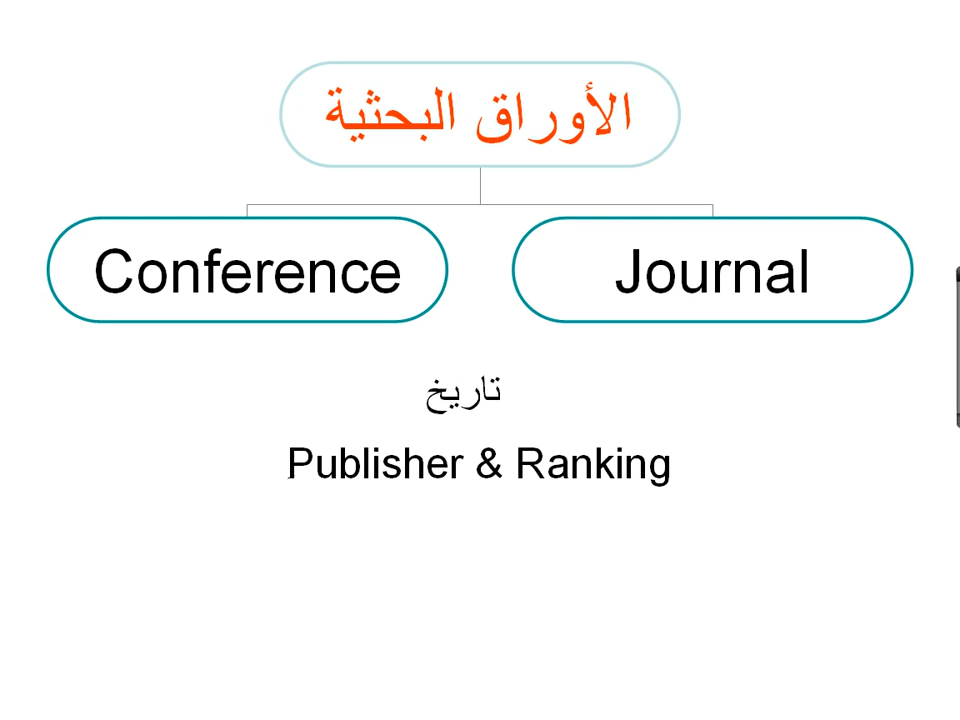 الأوراق البحثية
Conference
Journal
تاريخ
Publisher & Ranking